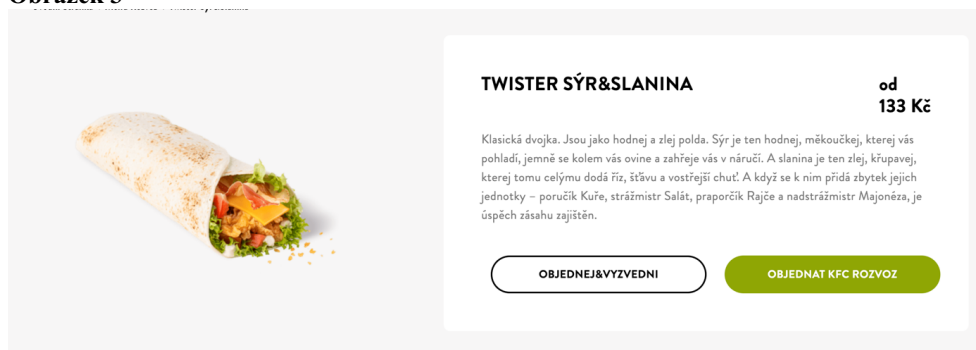 TWISTER SÝR&SLANINA
od
133 Kč
Klasická dvojka. Jsou jako hodnej a zlej polda. Sýr je ten hodnej, měkoučkej, kterej vás
pohladí, jemně se kolem vás ovine a zahřeje vás v náručí. A slanina je ten zlej, křupavej,
kterej tomu celýmu dodá říz, šťávu a vostřejší chuť. A když se k nim přidá zbytek jejich
jednotky – poručík Kuře, strážmistr Salát, praporčík Rajče a nadstrážmistr Majonéza, je
úspěch zásahu zajištěn.
OBJEDNEJ&VYZVEDNI
OBJEDNAT KFC ROZVOZ